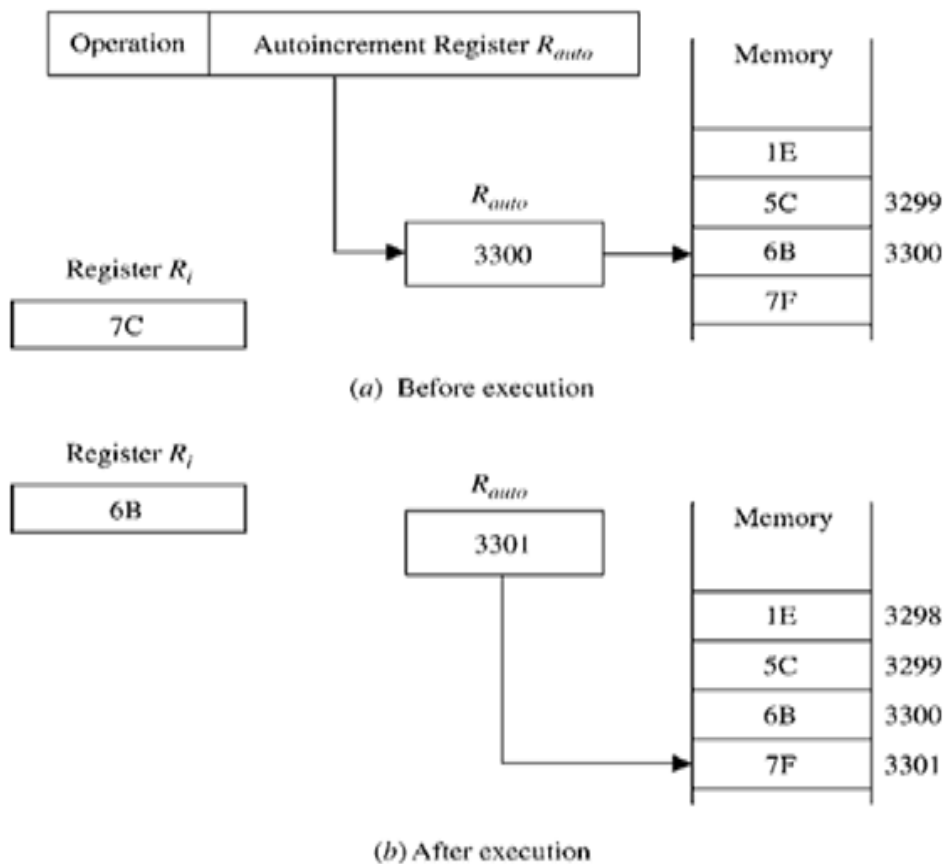 Operation
Autoincrement Register R_auto
Memory
1E
5C 3299
R_auto
3300
6B 3300
Register R_i
7F
7C
(a) Before execution
Register R_i
6B
R_auto
3301
Memory
1E 3298
5C 3299
6B 3300
7F 3301
(b) After execution